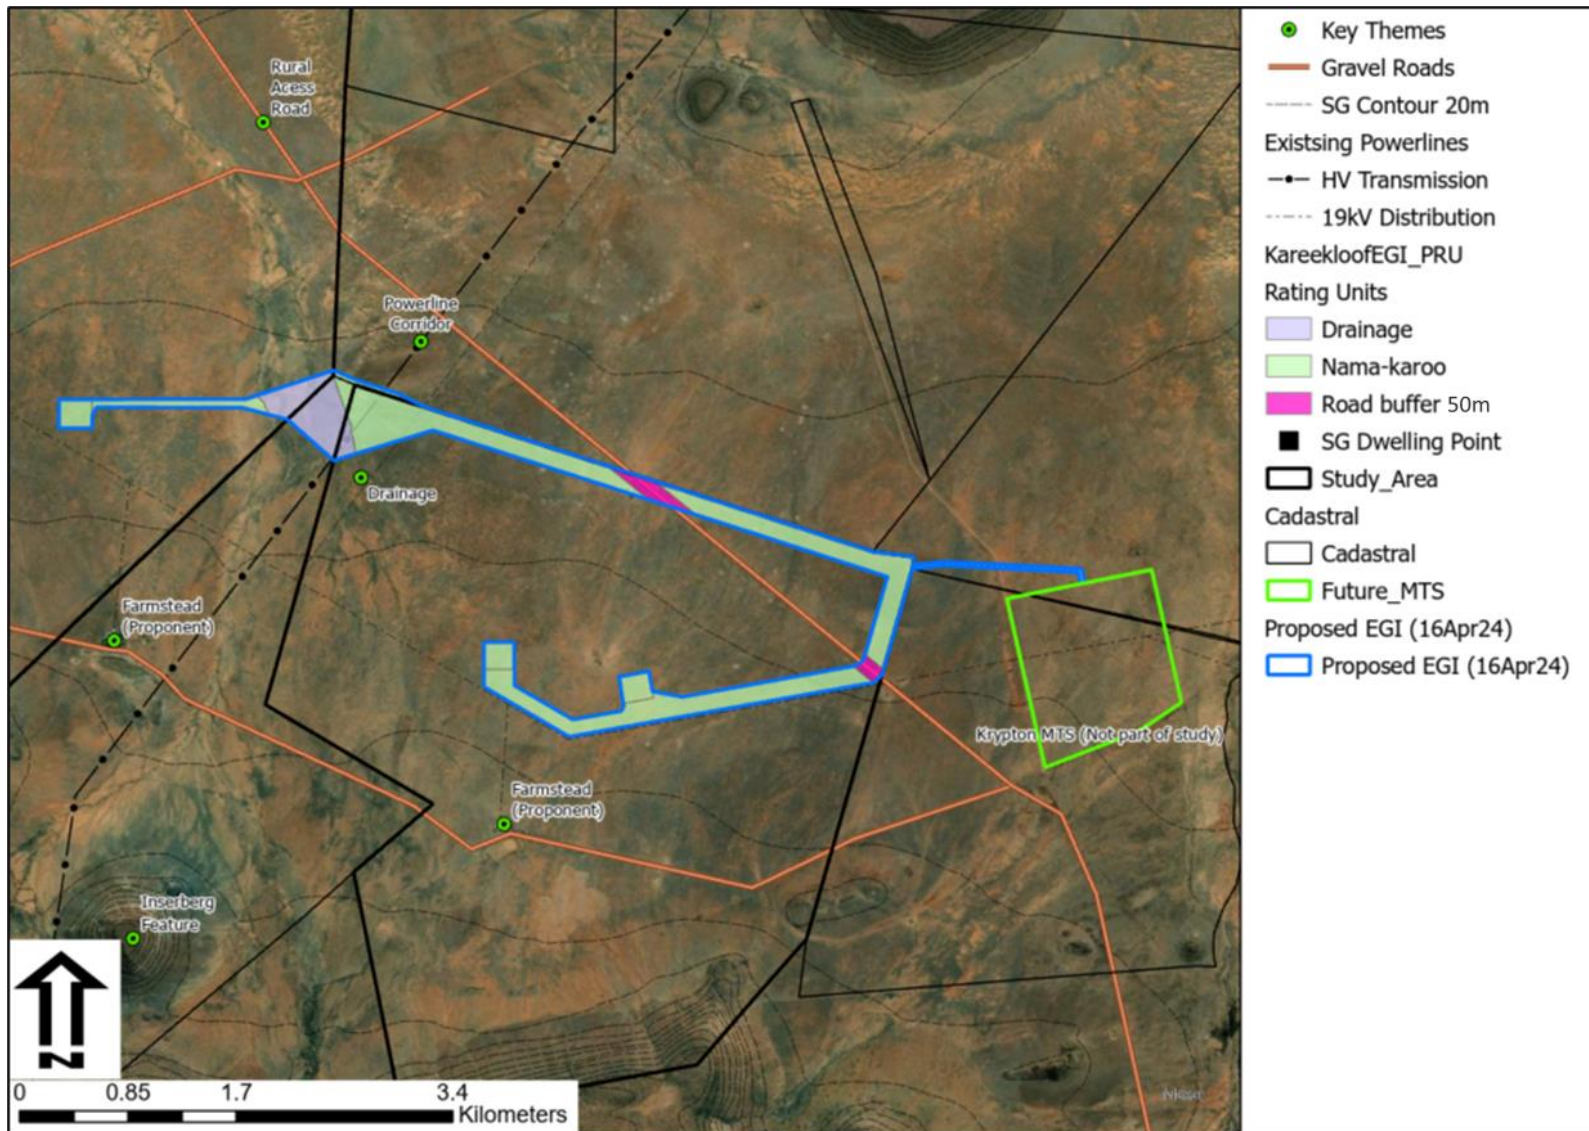 Rural
Acess
Road
Powerline
Corridor
Drainage
Farmstead
(Proponent)
Farmstead
(Proponent)
Krypton MTS (Not part of study)
Inserberg
Feature
N
0 0.85 1.7 3.4
Kilometers
Key Themes
Gravel Roads
SG Contour 20m
Existsing Powerlines
HV Transmission
19kV Distribution
KareekloofEGI_PRU
Rating Units
Drainage
Nama-karoo
Road buffer 50m
SG Dwelling Point
Study_Area
Cadastral
Cadastral
Future_MTS
Proposed EGI (16Apr24)
Proposed EGI (16Apr24)